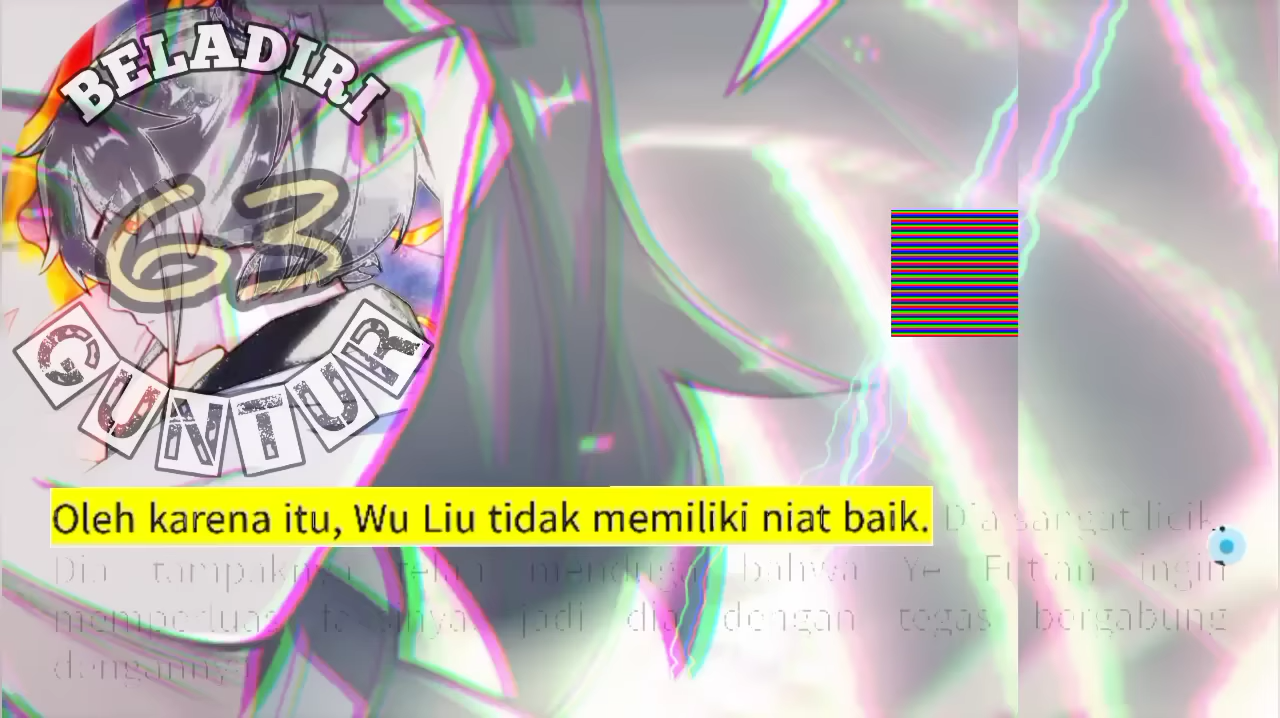 BELADIRI
63
GUNTUR
Oleh karena itu, Wu Liu tidak memiliki niat baik. Dia sangat licik.
Dia tampaknya telah menduga bahwa Ye Futian ingin
memperluas jadi dia dengan tegas bergabung
dengannya